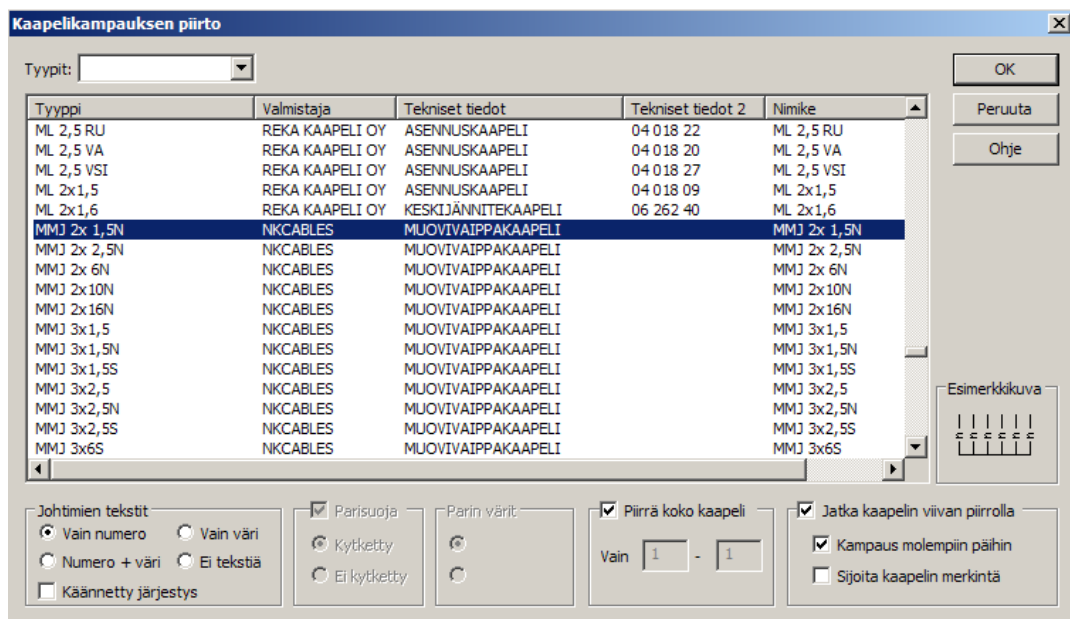 Kaapelikampauksen piirto
Tyypit:
OK
Peruuta
Ohje
Tyyppi Valmistaja Tekniset tiedot Tekniset tiedot 2 Nimike
ML 2,5 RU REKA KAAPELI OY ASENNUSKAAPELI 04 018 22 ML 2,5 RU
ML 2,5 VA REKA KAAPELI OY ASENNUSKAAPELI 04 018 20 ML 2,5 VA
ML 2,5 VSI REKA KAAPELI OY ASENNUSKAAPELI 04 018 27 ML 2,5 VSI
ML 2x1,5 REKA KAAPELI OY ASENNUSKAAPELI 04 018 09 ML 2x1,5
ML 2x1,6 REKA KAAPELI OY KESKIJÄNNITEKAAPELI 06 262 40 ML 2x1,6
MMJ 2x 1,5N NKCABLES MUOVIVAIPPAKAAPELI MMJ 2x 1,5N
MMJ 2x 2,5N NKCABLES MUOVIVAIPPAKAAPELI MMJ 2x 2,5N
MMJ 2x 6N NKCABLES MUOVIVAIPPAKAAPELI MMJ 2x 6N
MMJ 2x10N NKCABLES MUOVIVAIPPAKAAPELI MMJ 2x10N
MMJ 2x16N NKCABLES MUOVIVAIPPAKAAPELI MMJ 2x16N
MMJ 3x1,5 NKCABLES MUOVIVAIPPAKAAPELI MMJ 3x1,5
MMJ 3x1,5N NKCABLES MUOVIVAIPPAKAAPELI MMJ 3x1,5N
MMJ 3x1,5S NKCABLES MUOVIVAIPPAKAAPELI MMJ 3x1,5S
MMJ 3x2,5 NKCABLES MUOVIVAIPPAKAAPELI MMJ 3x2,5
MMJ 3x2,5N NKCABLES MUOVIVAIPPAKAAPELI MMJ 3x2,5N
MMJ 3x2,5S NKCABLES MUOVIVAIPPAKAAPELI MMJ 3x2,5S
MMJ 3x6S NKCABLES MUOVIVAIPPAKAAPELI MMJ 3x6S
Esimerkkikuva
Johtimien tekstit
Vain numero Vain väri
Numero + väri Ei tekstiä
Käännetty järjestys
Parisuoja
Kytketty
Ei kytketty
Parin värit
Piirrä koko kaapeli
Vain 1 - 1
Jatka kaapelin viivan piirrolla
Kampaus molempiin päihin
Sijoita kaapelin merkintä